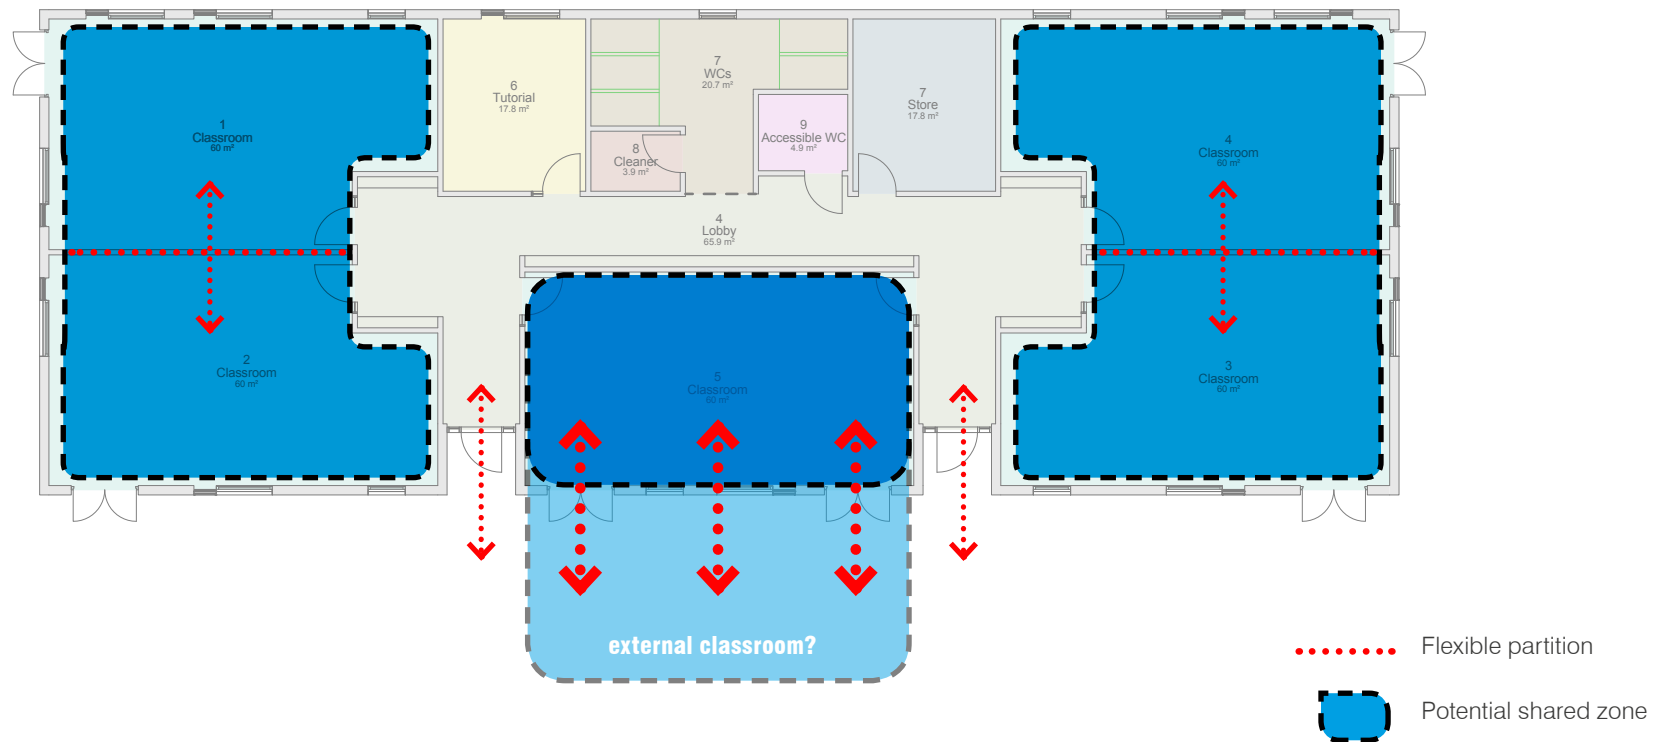 1
Classroom
60 m²
6
Tutorial
17.8 m²
7
WCs
20.7 m²
8
Cleaner
3.9 m²
9
Accessible WC
4.9 m²
7
Store
17.8 m²
4
Classroom
60 m²
4
Lobby
65.9 m²
2
Classroom
60 m²
5
Classroom
60 m²
3
Classroom
60 m²
external classroom?
Flexible partition
Potential shared zone